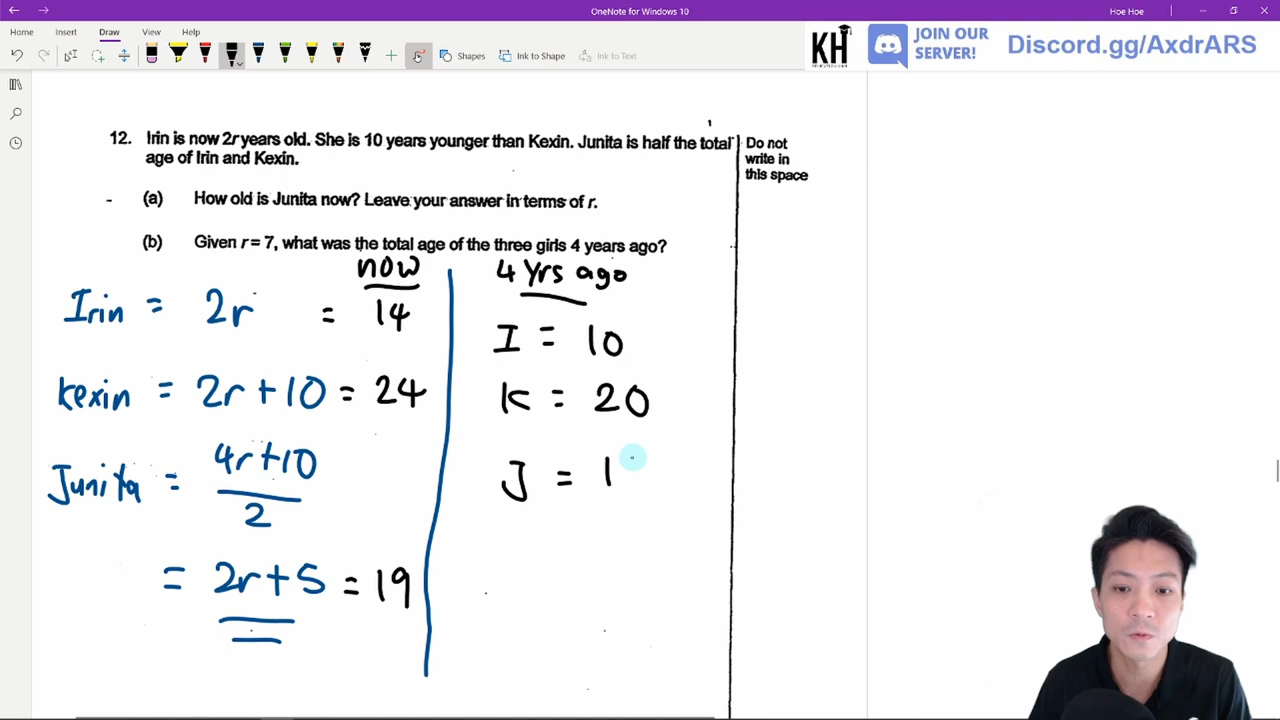 OneNote for Windows 10
Hoe Hoe
Home Insert Draw View Help
Shapes Ink to Shape Ink to Text
KH
JOIN OUR
SERVER!
Discord.gg/AxdrARS
12. Irin is now 2r years old. She is 10 years younger than Kexin. Junita is half the total
age of Irin and Kexin.
Do not
write in
this space
(a) How old is Junita now? Leave your answer in terms of r.
(b) Given r = 7, what was the total age of the three girls 4 years ago?
now
Irin = 2r = 14
Kexin = 2r + 10 = 24
Junita = 4r+10
2
= 2r + 5 = 19
4 yrs ago
I = 10
K = 20
J = 1